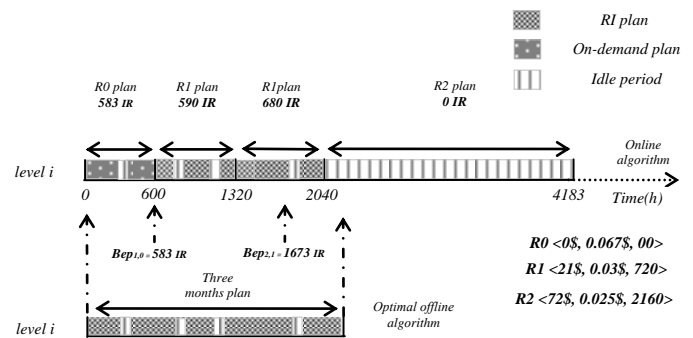 RI plan
On-demand plan
Idle period
R0 plan
583 IR
R1 plan
590 IR
R1plan
680 IR
R2 plan
0 IR
level i
Online
algorithm
0
600
1320
2040
4183
Time(h)
Bep1,0 = 583 IR
Bep2,1 = 1673 IR
R0 <0$, 0.067$, 00>
R1 <21$, 0.03$, 720>
R2 <72$, 0.025$, 2160>
Three
months plan
Optimal offline
algorithm
level i